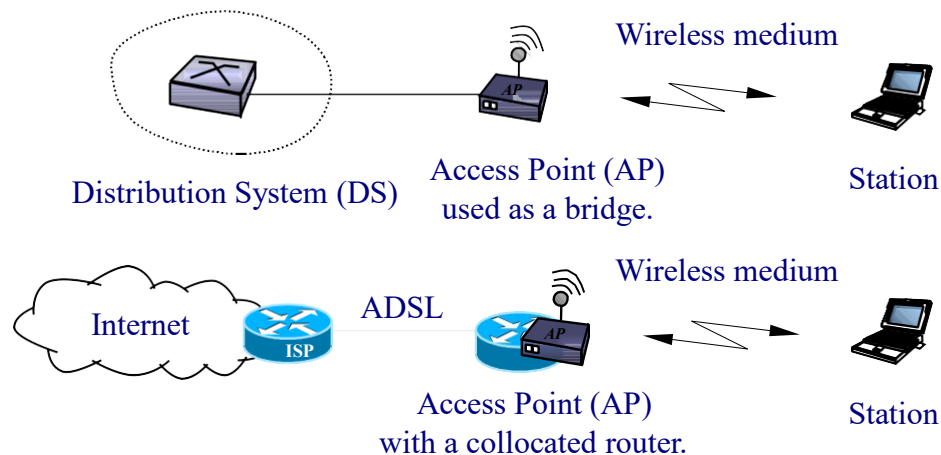 Wireless medium
AP
Distribution System (DS)
Access Point (AP)
used as a bridge.
Station
Wireless medium
Internet
ISP
ADSL
AP
Access Point (AP)
with a collocated router.
Station